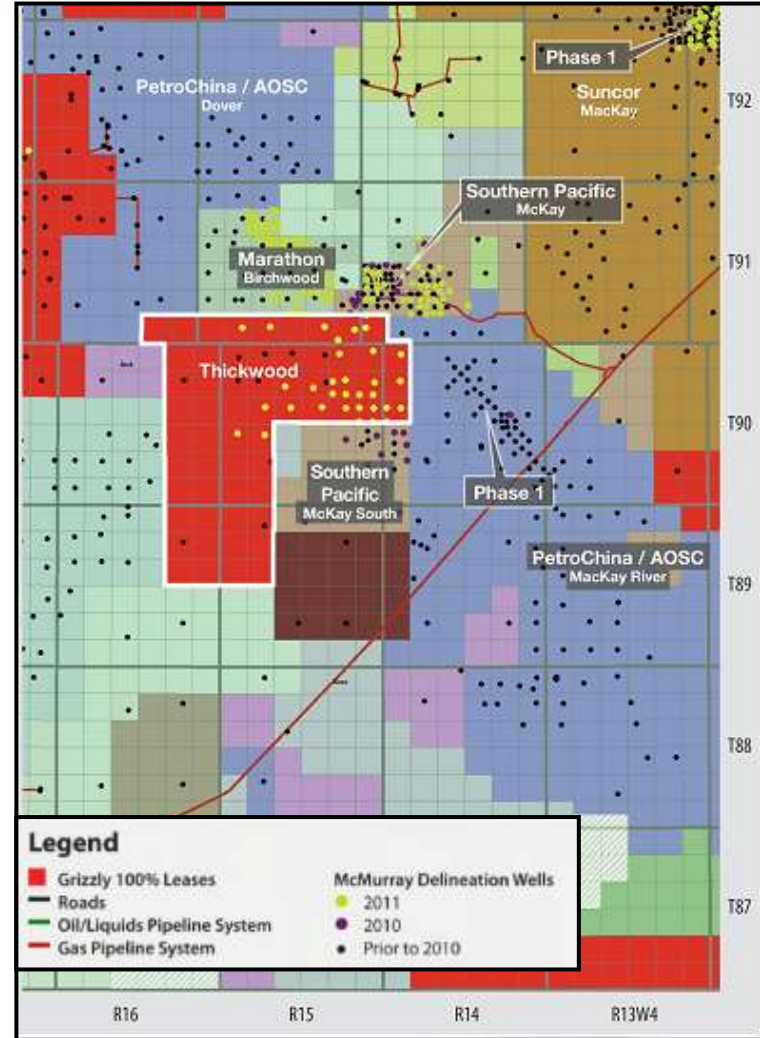 Phase 1
PetroChina / AOSC
Dover
Suncor
MacKay
T92
Southern Pacific
McKay
Marathon
Birchwood
T91
Thickwood
T90
Southern
Pacific
McKay South
Phase 1
PetroChina / AOSC
MacKay River
T89
T88
Legend
Grizzly 100% Leases
Roads
Oil/Liquids Pipeline System
Gas Pipeline System
McMurray Delineation Wells
2011
2010
Prior to 2010
T87
R16
R15
R14
R13W4